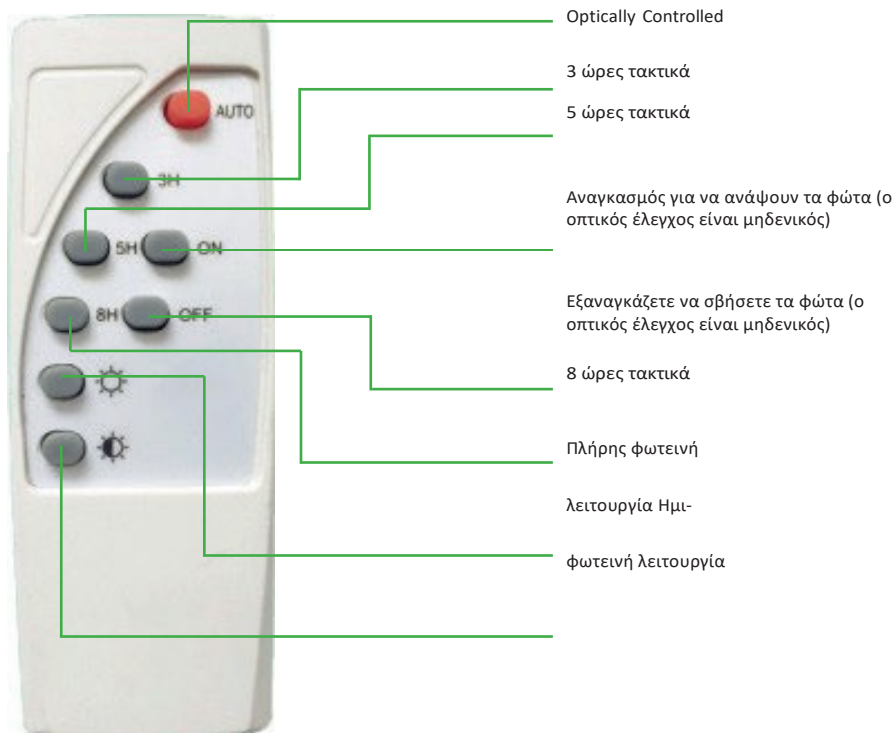 Optically Controlled
3 ώρες τακτικά
AUTO
5 ώρες τακτικά
3H
Αναγκασμός για να ανάψουν τα φώτα (ο
οπτικός έλεγχος είναι μηδενικός)
5H ON
Εξαναγκάζετε να σβήσετε τα φώτα (ο
οπτικός έλεγχος είναι μηδενικός)
8H OFF
8 ώρες τακτικά
Πλήρης φωτεινή
λειτουργία Ημι-
φωτεινή λειτουργία